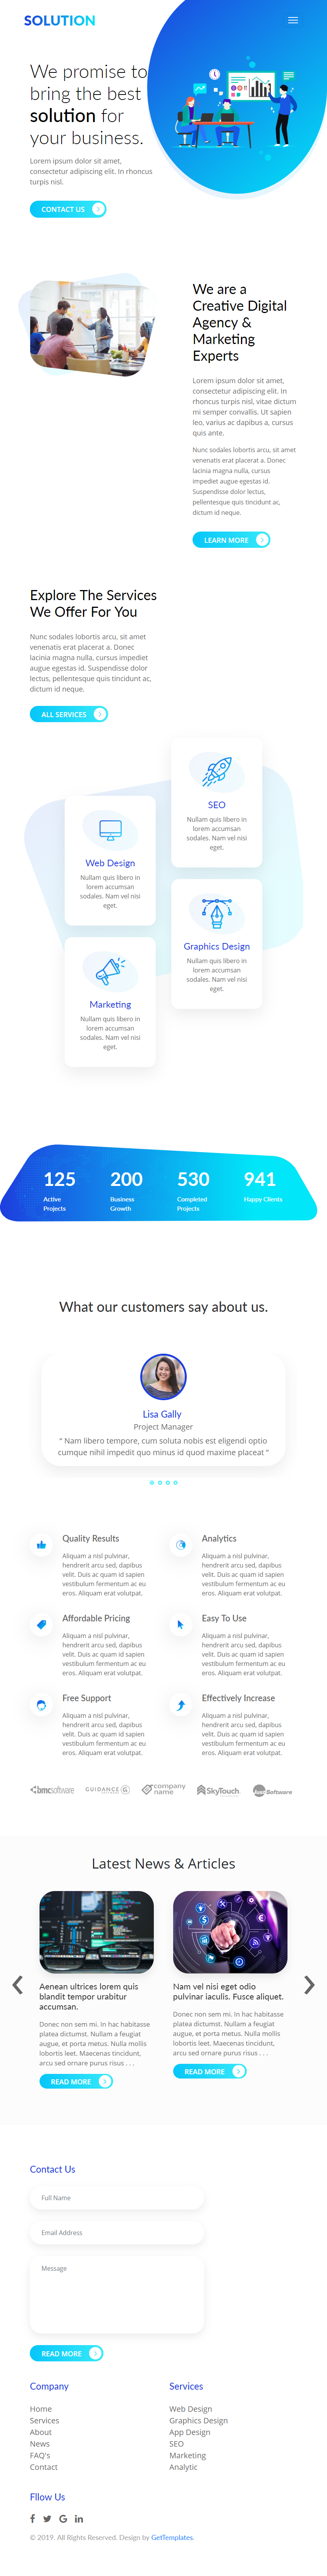 SOLUTION
We promise to
bring the best
solution for
your business.
Lorem ipsum dolor sit amet,
consectetur adipiscing elit. In rhoncus
turpis nisl.
CONTACT US
We are a
Creative Digital
Agency &
Marketing
Experts
Lorem ipsum dolor sit amet,
consectetur adipiscing elit. In
rhoncus turpis nisl, vitae dictum
mi semper convallis. Ut sapien
leo, varius ac dapibus a, cursus
quis ante.
Nunc sodales lobortis arcu, sit amet
venenatis erat placerat a. Donec
lacinia magna nulla, cursus
impediet augue egestas id.
Suspendisse dolor lectus,
pellentesque quis tincidunt ac,
dictum id neque.
LEARN MORE
Explore The Services
We Offer For You
Nunc sodales lobortis arcu, sit amet
venenatis erat placerat a. Donec
lacinia magna nulla, cursus impediet
augue egestas id. Suspendisse dolor
lectus, pellentesque quis tincidunt ac,
dictum id neque.
ALL SERVICES
SEO
Nullam quis libero in
lorem accumsan
sodales. Nam vel nisi
eget.
Web Design
Nullam quis libero in
lorem accumsan
sodales. Nam vel nisi
eget.
Graphics Design
Nullam quis libero in
lorem accumsan
sodales. Nam vel nisi
eget.
Marketing
Nullam quis libero in
lorem accumsan
sodales. Nam vel nisi
eget.
125
Active
Projects
200
Business
Growth
530
Completed
Projects
941
Happy Clients
What our customers say about us.
Lisa Gally
Project Manager
“ Nam libero tempore, cum soluta nobis est eligendi optio
cumque nihil impedit quo minus id quod maxime placeat ”
Quality Results
Aliquam a nisl pulvinar,
hendrerit arcu sed, dapibus
velit. Duis ac quam id sapien
vestibulum fermentum ac eu
eros. Aliquam erat volutpat.
Analytics
Aliquam a nisl pulvinar,
hendrerit arcu sed, dapibus
velit. Duis ac quam id sapien
vestibulum fermentum ac eu
eros. Aliquam erat volutpat.
Affordable Pricing
Aliquam a nisl pulvinar,
hendrerit arcu sed, dapibus
velit. Duis ac quam id sapien
vestibulum fermentum ac eu
eros. Aliquam erat volutpat.
Easy To Use
Aliquam a nisl pulvinar,
hendrerit arcu sed, dapibus
velit. Duis ac quam id sapien
vestibulum fermentum ac eu
eros. Aliquam erat volutpat.
Free Support
Aliquam a nisl pulvinar,
hendrerit arcu sed, dapibus
velit. Duis ac quam id sapien
vestibulum fermentum ac eu
eros. Aliquam erat volutpat.
Effectively Increase
Aliquam a nisl pulvinar,
hendrerit arcu sed, dapibus
velit. Duis ac quam id sapien
vestibulum fermentum ac eu
eros. Aliquam erat volutpat.
bmcsoftware
GUIDANCE
company
name
SkyTouch
Software
Latest News & Articles
Aenean ultrices lorem quis
blandit tempor urabitur
accumsan.
Donec non sem mi. In hac habitasse
platea dictumst. Nullam a feugiat
augue, et porta metus. Nulla mollis
lobortis leet. Maecenas tincidunt,
arcu sed ornare purus risus . . .
READ MORE
Nam vel nisi eget odio
pulvinar iaculis. Fusce aliquet.
Donec non sem mi. In hac habitasse
platea dictumst. Nullam a feugiat
augue, et porta metus. Nulla mollis
lobortis leet. Maecenas tincidunt,
arcu sed ornare purus risus . . .
READ MORE
Contact Us
Full Name
Email Address
Message
READ MORE
Company
Home
Services
About
News
FAQ's
Contact
Services
Web Design
Graphics Design
App Design
SEO
Marketing
Analytic
Fllow Us
© 2019. All Rights Reserved. Design by GetTemplates.